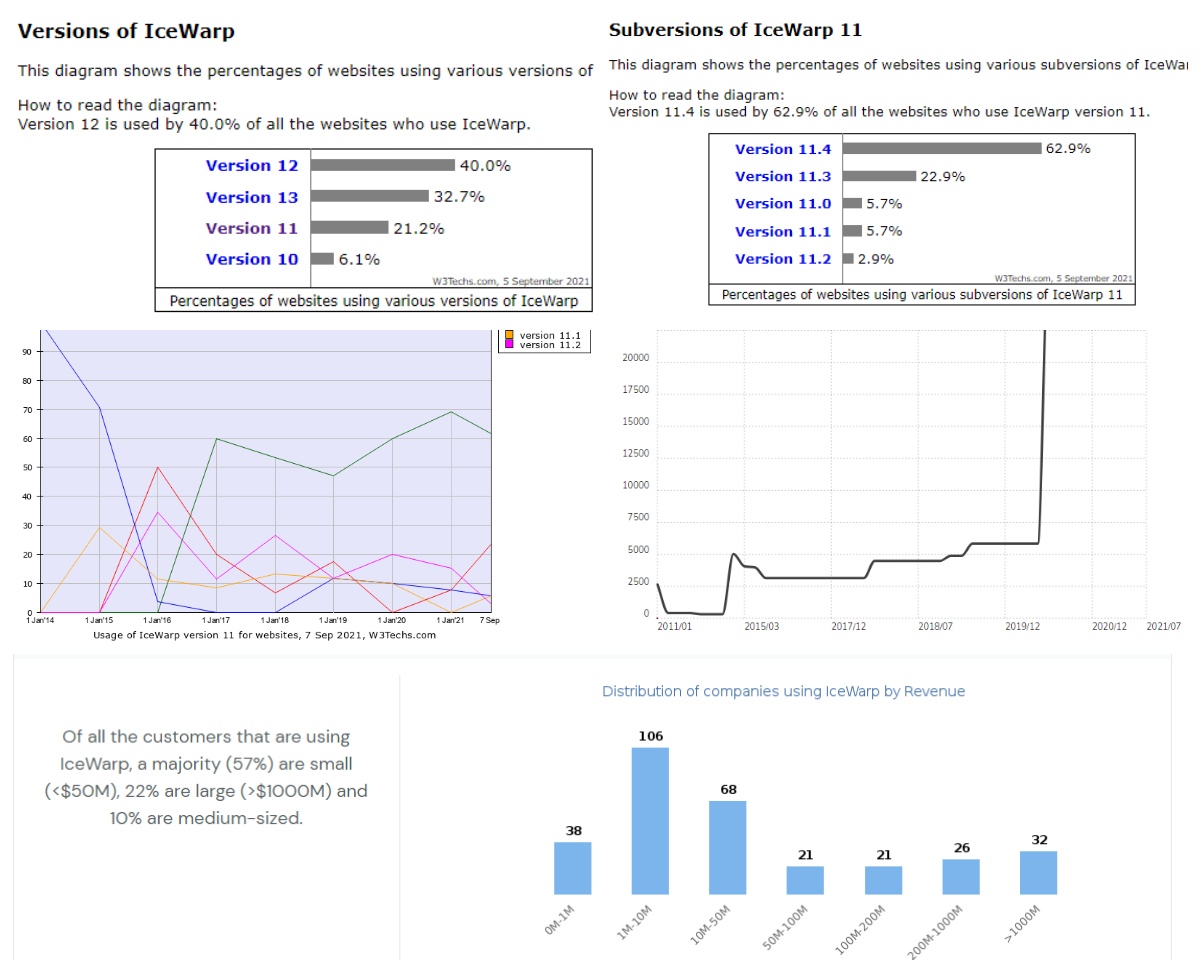 Versions of IceWarp
This diagram shows the percentages of websites using various versions of
How to read the diagram:
Version 12 is used by 40.0% of all the websites who use IceWarp.
Version 12 40.0%
Version 13 32.7%
Version 11 21.2%
Version 10 6.1%
W3Techs.com, 5 September 2021
Percentages of websites using various versions of IceWarp
Subversions of IceWarp 11
This diagram shows the percentages of websites using various subversions of IceWar
How to read the diagram:
Version 11.4 is used by 62.9% of all the websites who use IceWarp version 11.
Version 11.4 62.9%
Version 11.3 22.9%
Version 11.0 5.7%
Version 11.1 5.7%
Version 11.2 2.9%
W3Techs.com, 5 September 2021
Percentages of websites using various subversions of IceWarp 11
version 11.1
version 11.2
90
80
70
60
50
40
30
20
10
0
1 Jan'14 1 Jan'15 1 Jan'16 1 Jan'17 1 Jan'18 1 Jan'19 1 Jan'20 1 Jan'21 7 Sep
Usage of IceWarp version 11 for websites, 7 Sep 2021, W3Techs.com
20000
17500
15000
12500
10000
7500
5000
2500
0
2011/01 2015/03 2017/12 2018/07 2019/12 2020/12 2021/07
Of all the customers that are using
IceWarp, a majority (57%) are small
(<$50M), 22% are large (>$1000M) and
10% are medium-sized.
Distribution of companies using IceWarp by Revenue
38 106 68 21 21 26 32
0M-1M 1M-10M 10M-50M 50M-100M 100M-200M 200M-1000M >1000M